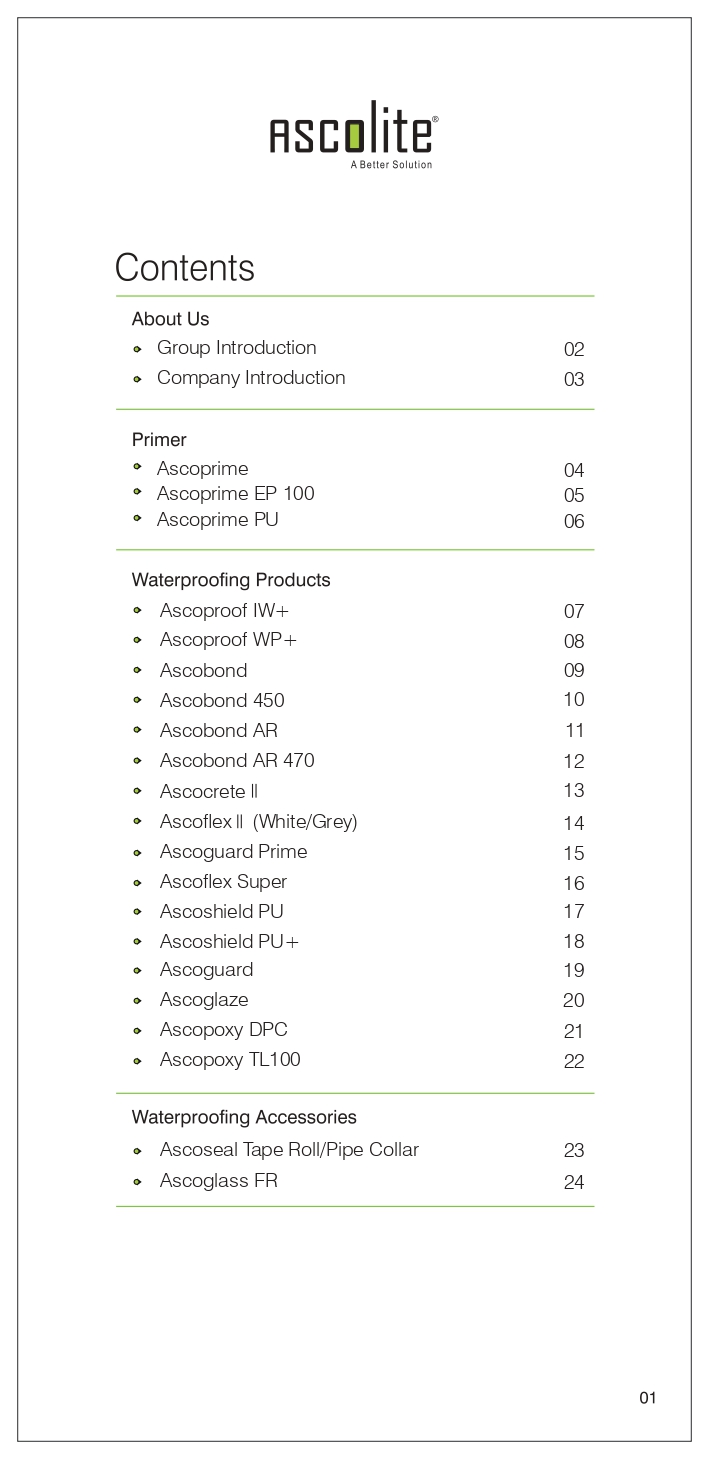 ascolite®
A Better Solution
Contents
About Us
Group Introduction 02
Company Introduction 03
Primer
Ascoprime 04
Ascoprime EP 100 05
Ascoprime PU 06
Waterproofing Products
Ascoproof IW+ 07
Ascoproof WP+ 08
Ascobond 09
Ascobond 450 10
Ascobond AR 11
Ascobond AR 470 12
Ascocrete II 13
Ascoflex II (White/Grey) 14
Ascoguard Prime 15
Ascoflex Super 16
Ascoshield PU 17
Ascoshield PU+ 18
Ascoguard 19
Ascoglaze 20
Ascopoxy DPC 21
Ascopoxy TL100 22
Waterproofing Accessories
Ascoseal Tape Roll/Pipe Collar 23
Ascoglass FR 24
01